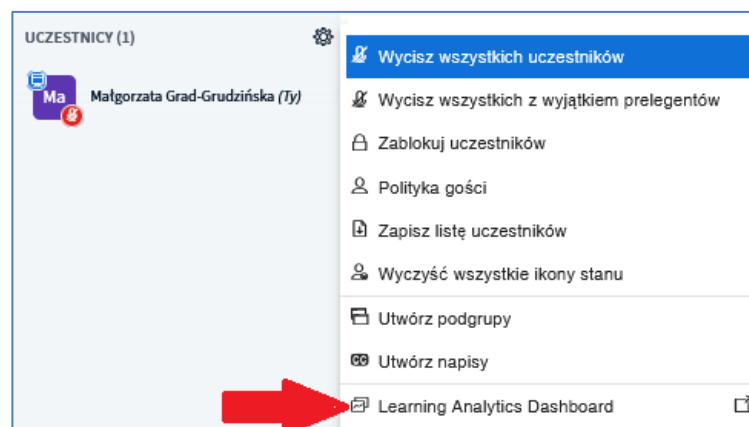 UCZESTNICY (1)
Ma
Małgorzata Grad-Grudzińska (Ty)
Wycisz wszystkich uczestników
Wycisz wszystkich z wyjątkiem prelegentów
Zablokuj uczestników
Polityka gości
Zapisz listę uczestników
Wyczyść wszystkie ikony stanu
Utwórz podgrupy
CC Utwórz napisy
Learning Analytics Dashboard